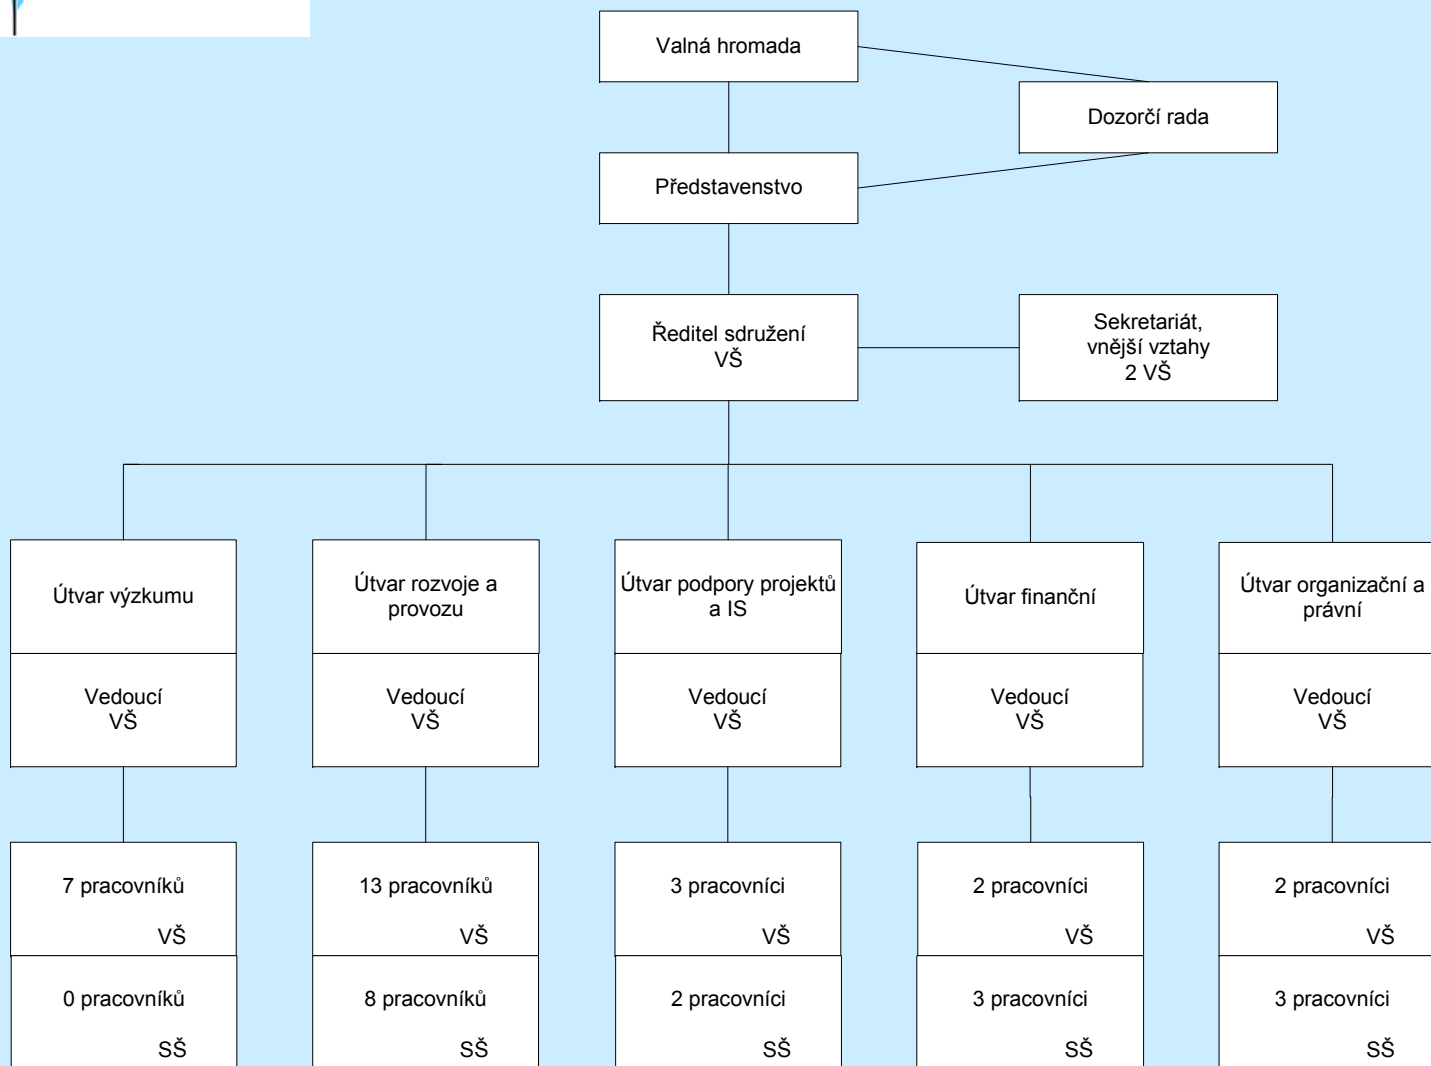 Valná hromada
Dozorčí rada
Představenstvo
Ředitel sdružení
VŠ
Sekretariát,
vnější vztahy
2 VŠ
Útvar výzkumu
Útvar rozvoje a
provozu
Útvar podpory projektů
a IS
Útvar finanční
Útvar organizační a
právní
Vedoucí
VŠ
Vedoucí
VŠ
Vedoucí
VŠ
Vedoucí
VŠ
Vedoucí
VŠ
7 pracovníků
VŠ
13 pracovníků
VŠ
3 pracovníci
VŠ
2 pracovníci
VŠ
2 pracovníci
VŠ
0 pracovníků
SŠ
8 pracovníků
SŠ
2 pracovníci
SŠ
3 pracovníci
SŠ
3 pracovníci
SŠ